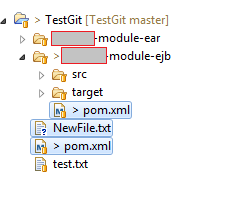 > TestGit [TestGit master]
-module-ear
> -module-ejb
src
target
> pom.xml
NewFile.txt
> pom.xml
test.txt